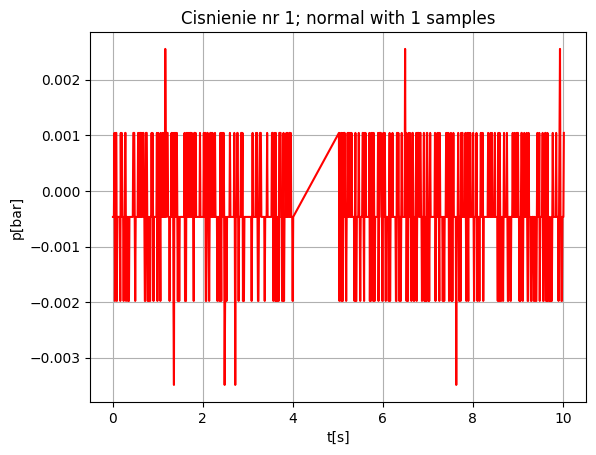 Cisnienie nr 1; normal with 1 samples
p[bar]
0.002
0.001
0.000
−0.001
−0.002
−0.003
0 2 4 6 8 10
t[s]